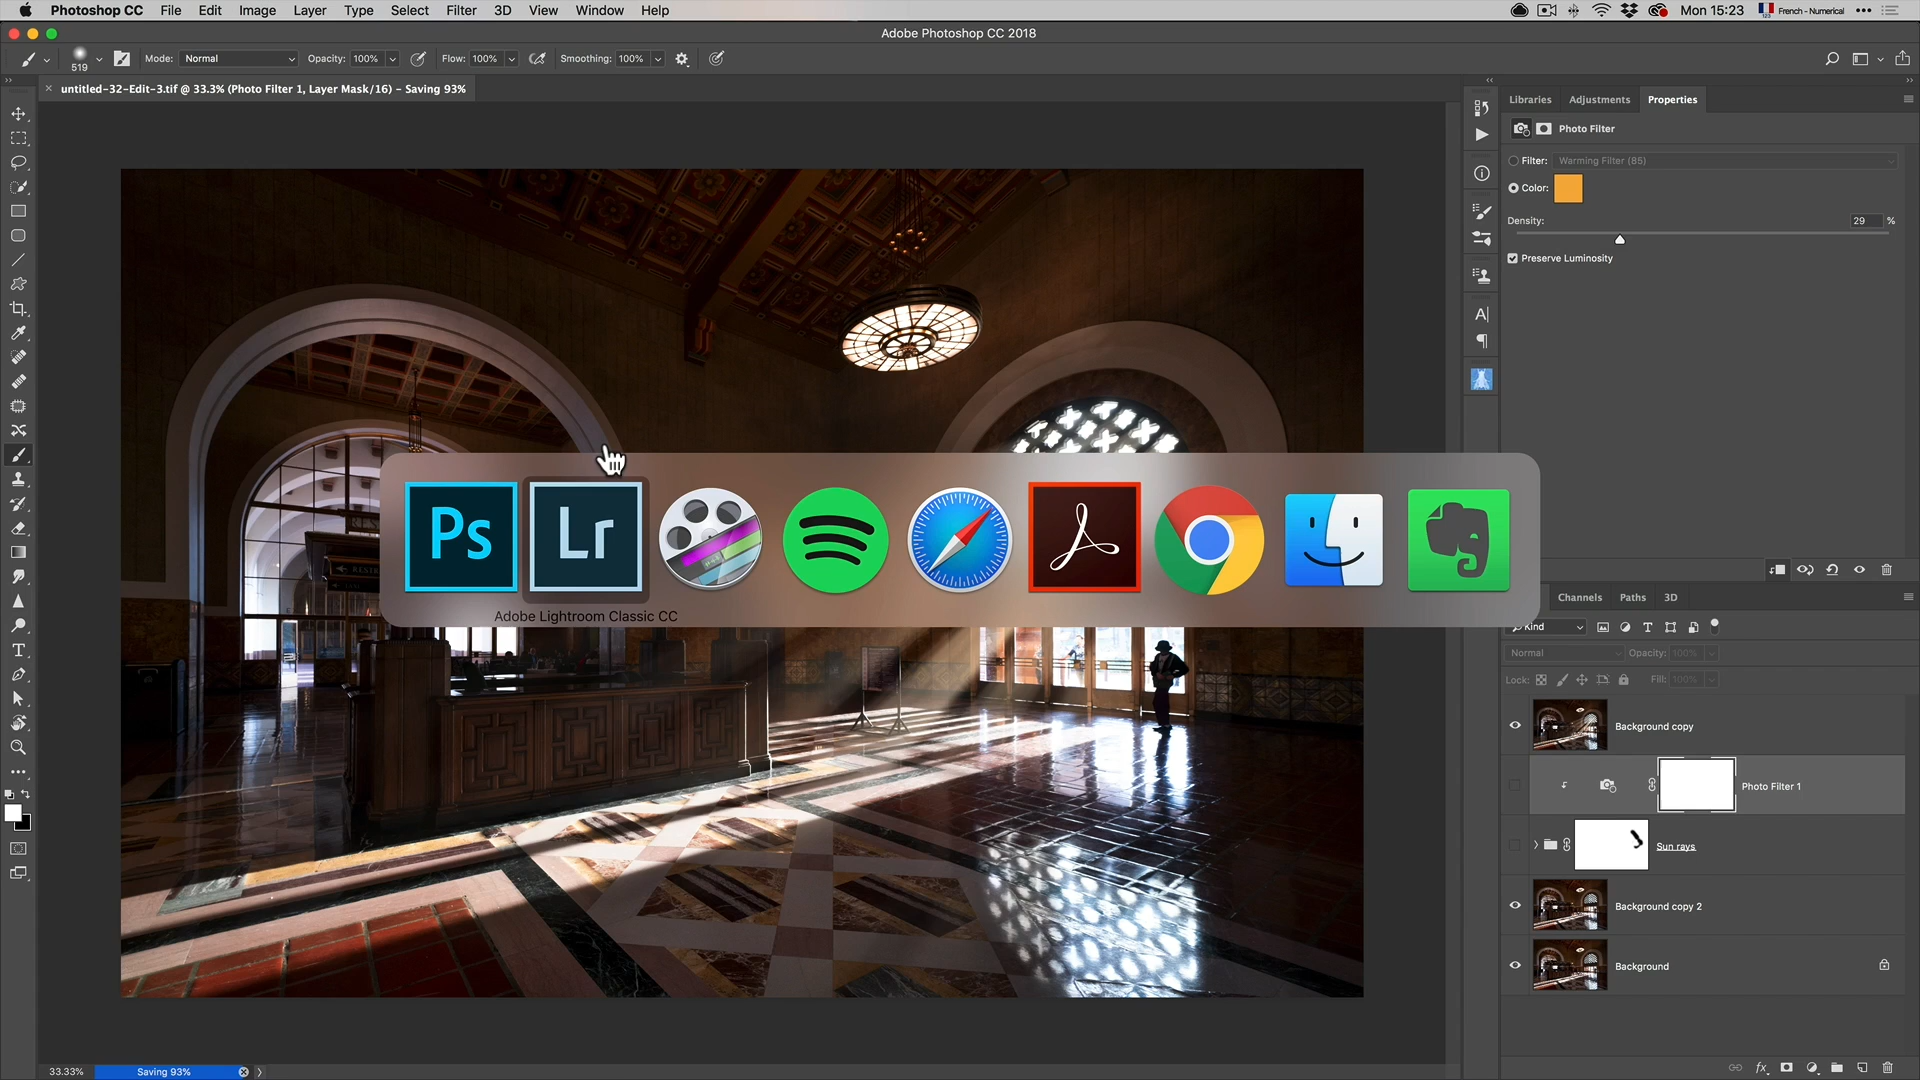 Photoshop CC File Edit Image Layer Type Select Filter 3D View Window Help
Mon 15:23 French - Numerical
Adobe Photoshop CC 2018
519 Mode: Normal Opacity: 100% Flow: 100% Smoothing: 100%
untitled-32-Edit-3.tif @ 33.3% (Photo Filter 1, Layer Mask/16) - Saving 93%
Libraries Adjustments Properties
Photo Filter
Filter: Warming Filter (85)
Color:
Density: 29 %
Preserve Luminosity
Ps Lr
Adobe Lightroom Classic CC
Channels Paths 3D
Kind
Normal Opacity: 100%
Lock: Fill: 100%
Background copy
Photo Filter 1
Sun rays
Background copy 2
Background
33.33% Saving 93%